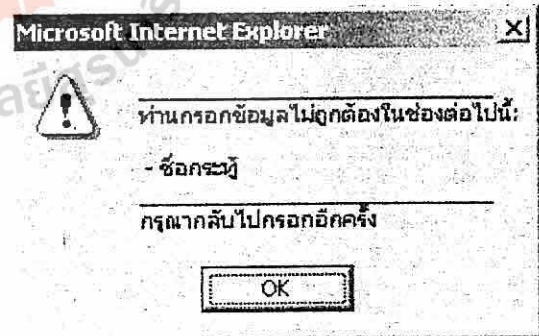 Microsoft Internet Explorer
ท่านกรอกข้อมูลไม่ถูกต้องในช่องต่อไปนี้:
- ชื่อกระทู้
กรุณากลับไปกรอกอีกครั้ง
OK